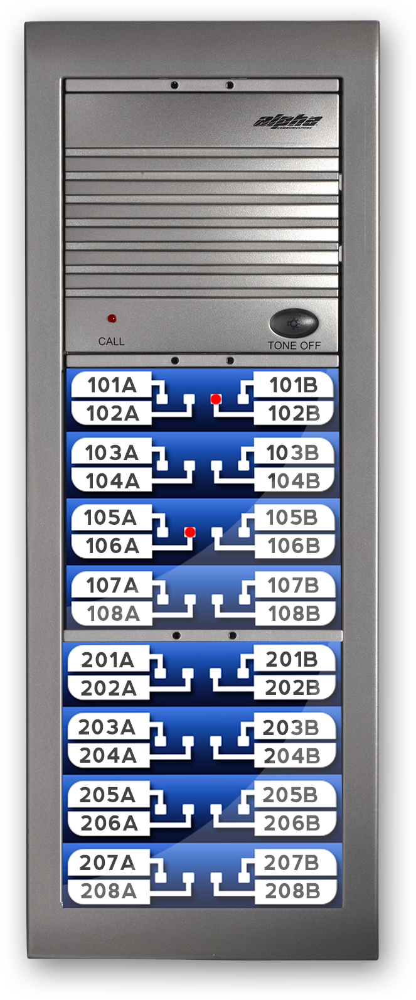 alpha
COMMUNICATIONS
CALL
TONE OFF
101A 101B
102A 102B
103A 103B
104A 104B
105A 105B
106A 106B
107A 107B
108A 108B
201A 201B
202A 202B
203A 203B
204A 204B
205A 205B
206A 206B
207A 207B
208A 208B